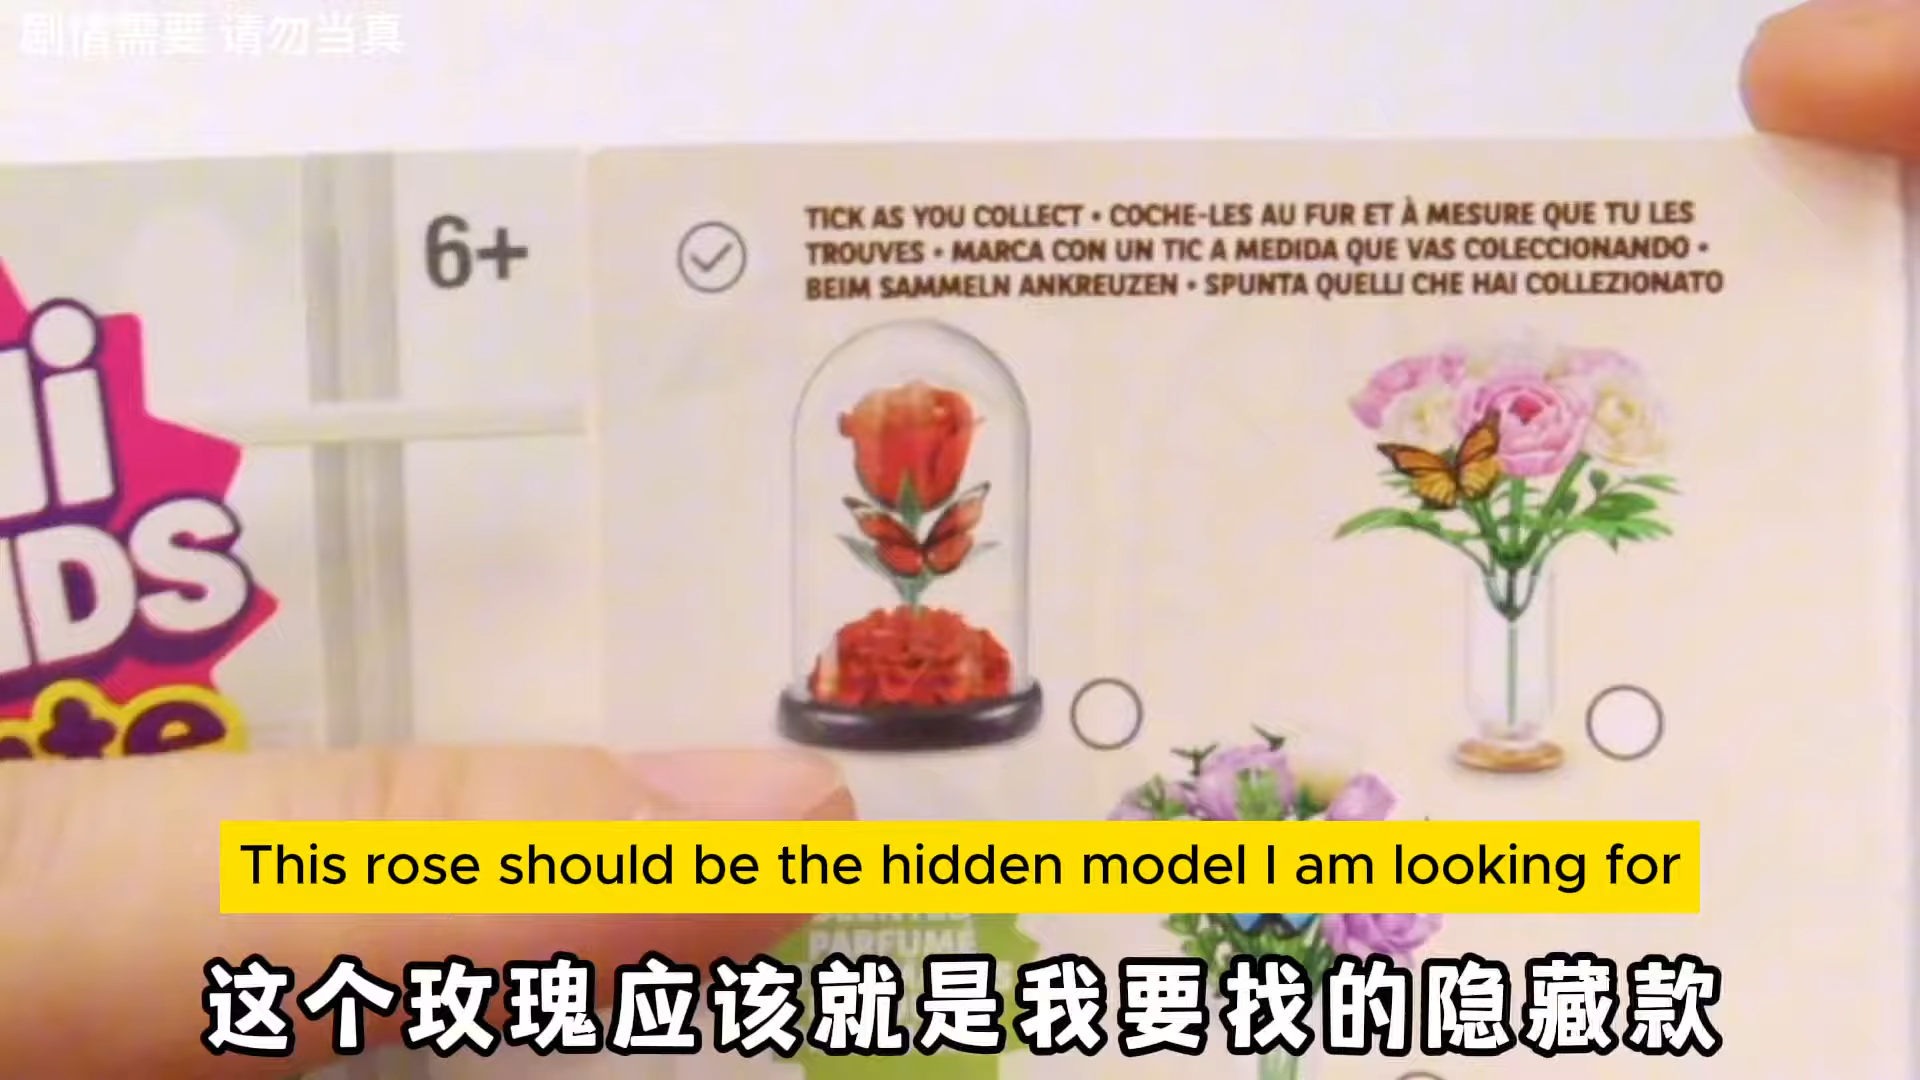 剧情需要 请勿当真
6+
TICK AS YOU COLLECT • COCHE-LES AU FUR ET À MESURE QUE TU LES
TROUVES • MARCA CON UN TIC A MEDIDA QUE VAS COLECCIONANDO •
BEIM SAMMELN ANKREUZEN • SPUNTA QUELLI CHE HAI COLLEZIONATO
This rose should be the hidden model I am looking for
PARFUMÉ
这个玫瑰应该就是我要找的隐藏款